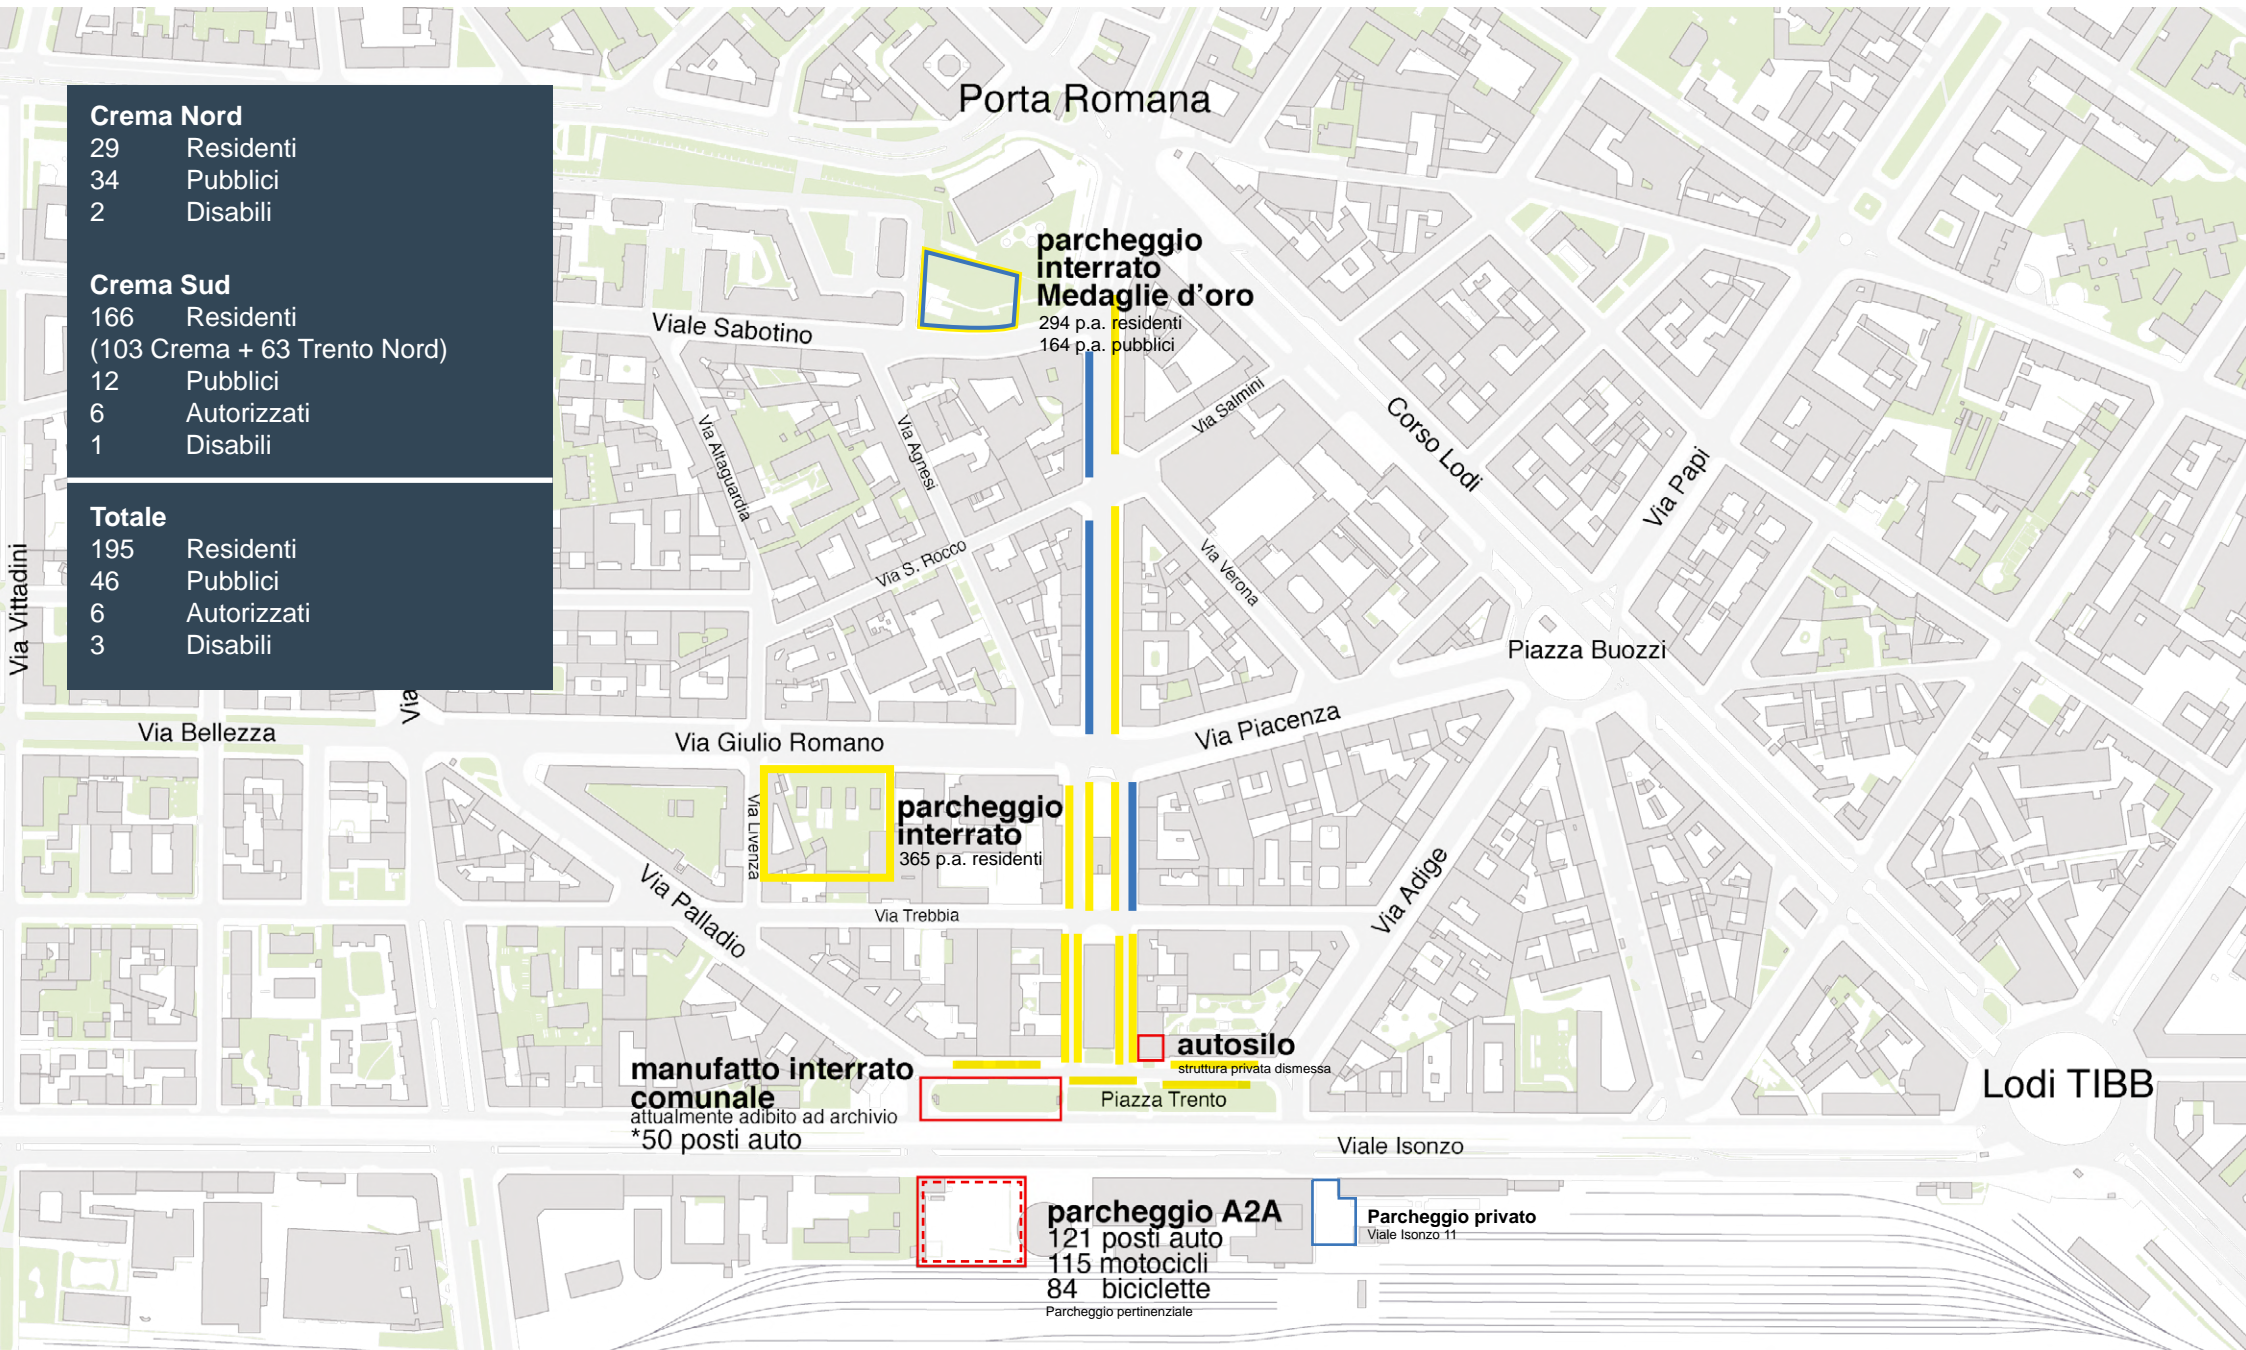 Porta Romana
Crema Nord
29 Residenti
34 Pubblici
2 Disabili
Crema Sud
166 Residenti
(103 Crema + 63 Trento Nord)
12 Pubblici
6 Autorizzati
1 Disabili
Totale
195 Residenti
46 Pubblici
6 Autorizzati
3 Disabili
parcheggio
interrato
Medaglie d'oro
294 p.a. residenti
164 p.a. pubblici
Viale Sabotino
Via Salmini
Corso Lodi
Via Altaguardia
Via Agnesi
Via Papi
Via S. Rocco
Via Verona
Via Vittadini
Piazza Buozzi
Via
Via Bellezza
Via Giulio Romano
Via Piacenza
Via Livenza
parcheggio
interrato
365 p.a. residenti
Via Palladio
Via Trebbia
Via Adige
autosilo
struttura privata dismessa
manufatto interrato
comunale
attualmente adibito ad archivio
*50 posti auto
Piazza Trento
Lodi TIBB
Viale Isonzo
parcheggio A2A
121 posti auto
115 motocicli
84 biciclette
Parcheggio pertinenziale
Parcheggio privato
Viale Isonzo 11